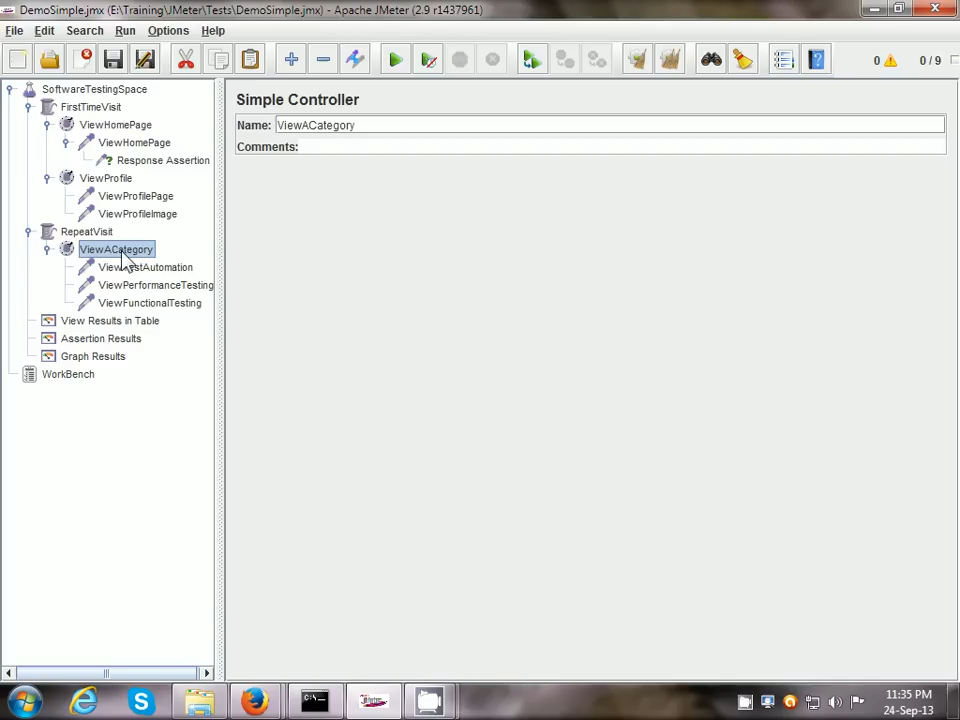 DemoSimple.jmx (E:\Training\JMeter\Tests\DemoSimple.jmx) - Apache JMeter (2.9 r1437961)
File Edit Search Run Options Help
0 0 / 9
SoftwareTestingSpace
FirstTimeVisit
ViewHomePage
ViewHomePage
Response Assertion
ViewProfile
ViewProfilePage
ViewProfileImage
RepeatVisit
ViewACategory
ViewTestAutomation
ViewPerformanceTesting
ViewFunctionalTesting
View Results in Table
Assertion Results
Graph Results
WorkBench
Simple Controller
Name: ViewACategory
Comments:
11:35 PM
24-Sep-13